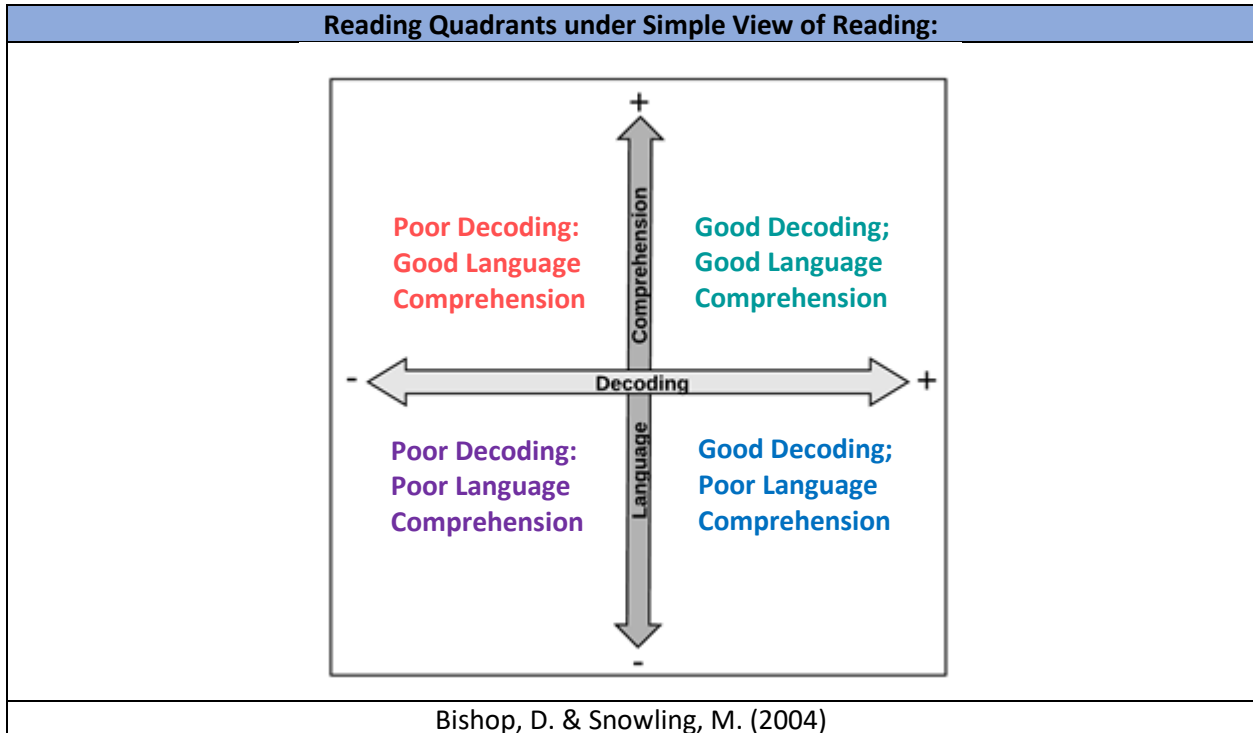 Reading Quadrants under Simple View of Reading:
+
Comprehension
Poor Decoding:
Good Language
Comprehension
Good Decoding;
Good Language
Comprehension
-
Decoding
+
Poor Decoding:
Poor Language
Comprehension
Language
Good Decoding;
Poor Language
Comprehension
-
Bishop, D. & Snowling, M. (2004)